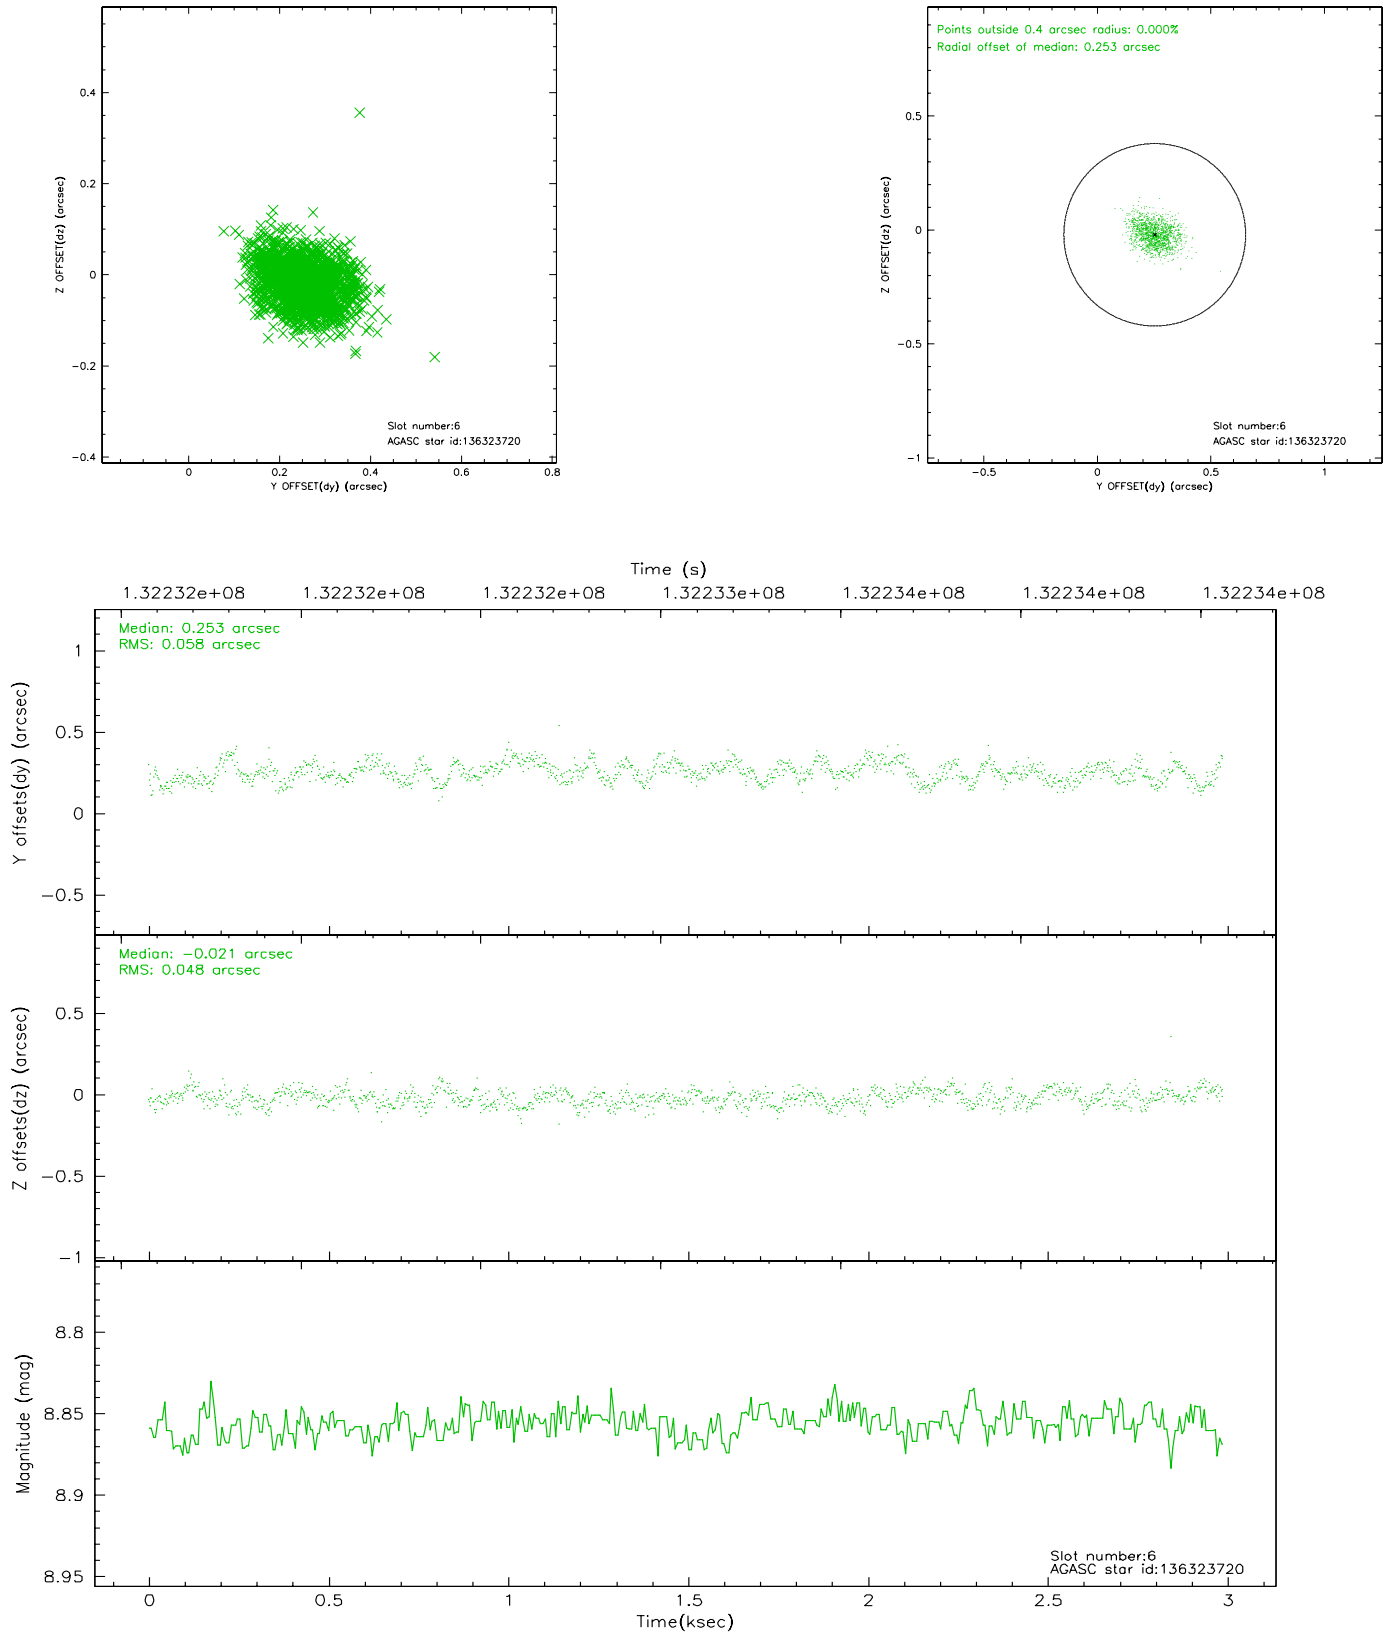 0.4
0.2
0
−0.2
−0.4
Z OFFSET(dz) (arcsec)
Slot number:6
AGASC star id:136323720
0 0.2 0.4 0.6 0.8
Y OFFSET(dy) (arcsec)
Points outside 0.4 arcsec radius: 0.000%
Radial offset of median: 0.253 arcsec
0.5
0
−0.5
−1
Z OFFSET(dz) (arcsec)
Slot number:6
AGASC star id:136323720
−0.5 0 0.5 1
Y OFFSET(dy) (arcsec)
Time (s)
1.32232e+08 1.32232e+08 1.32232e+08 1.32233e+08 1.32234e+08 1.32234e+08 1.32234e+08
Median: 0.253 arcsec
RMS: 0.058 arcsec
1
0.5
0
−0.5
Y offsets(dy) (arcsec)
Median: −0.021 arcsec
RMS: 0.048 arcsec
0.5
0
−0.5
−1
Z offsets(dz) (arcsec)
8.8
8.85
8.9
8.95
Magnitude (mag)
Slot number:6
AGASC star id:136323720
0 0.5 1 1.5 2 2.5 3
Time(ksec)